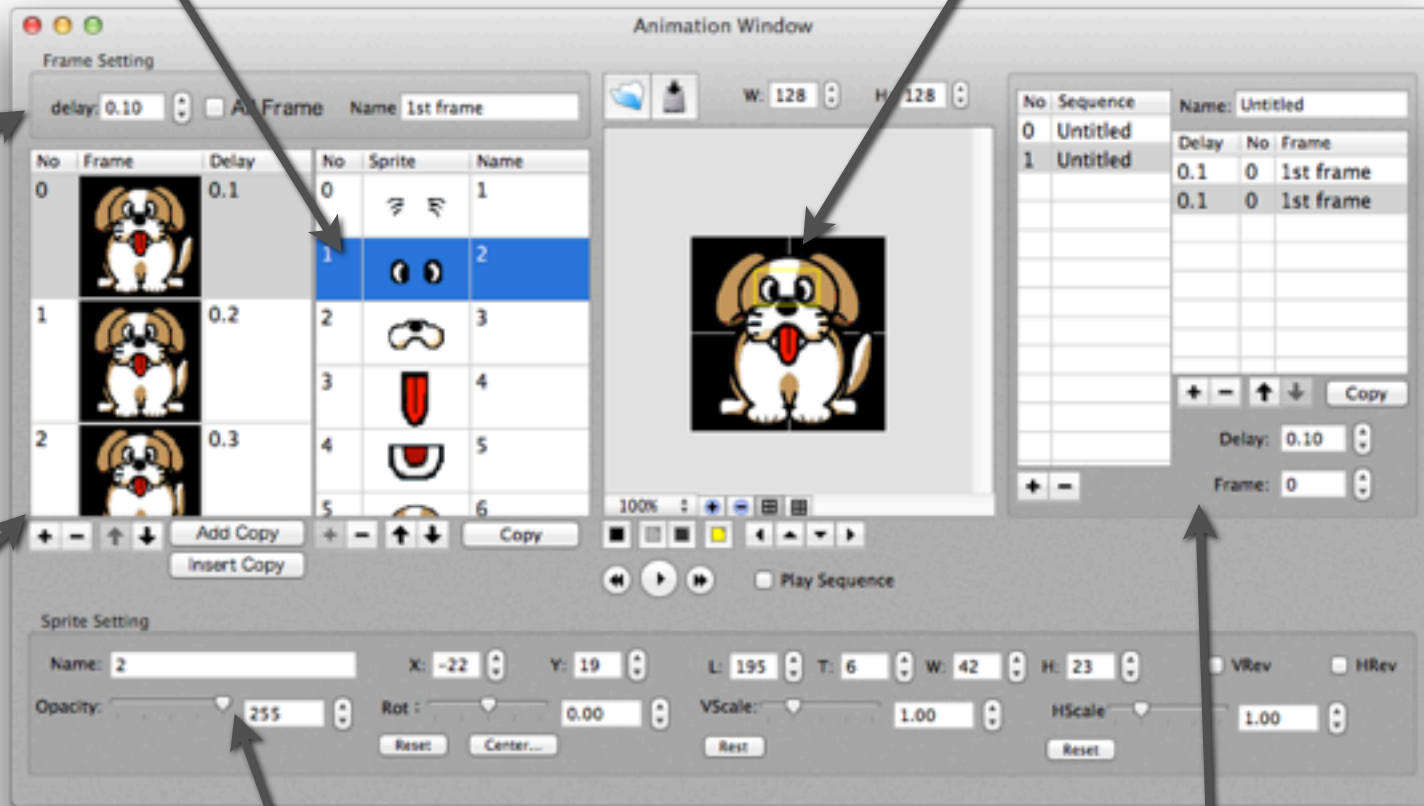 Animation Window
Frame Setting
delay: 0.10 All Frame Name 1st frame
No Frame Delay
0 0.1
1 0.2
2 0.3
Add Copy
Insert Copy
No Sprite Name
0 1
1 2
2 3
3 4
4 5
5 6
Copy
W: 128 H: 128
100%
Play Sequence
No Sequence
0 Untitled
1 Untitled
Name: Untitled
Delay No Frame
0.1 0 1st frame
0.1 0 1st frame
Copy
Delay: 0.10
Frame: 0
Sprite Setting
Name: 2 X: -22 Y: 19 L: 195 T: 6 W: 42 H: 23 VRev HRev
Opacity: 255 Rot : 0.00 VScale: 1.00 HScale 1.00
Reset Center... Rest Reset